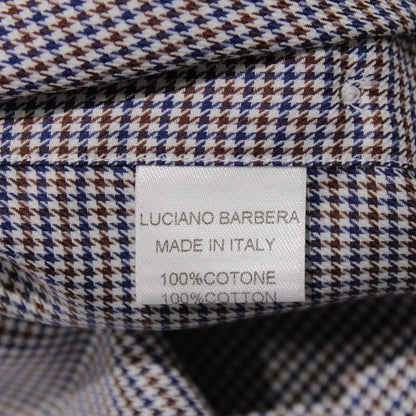 LUCIANO BARBERA
MADE IN ITALY
100%COTONE
100%COTTON